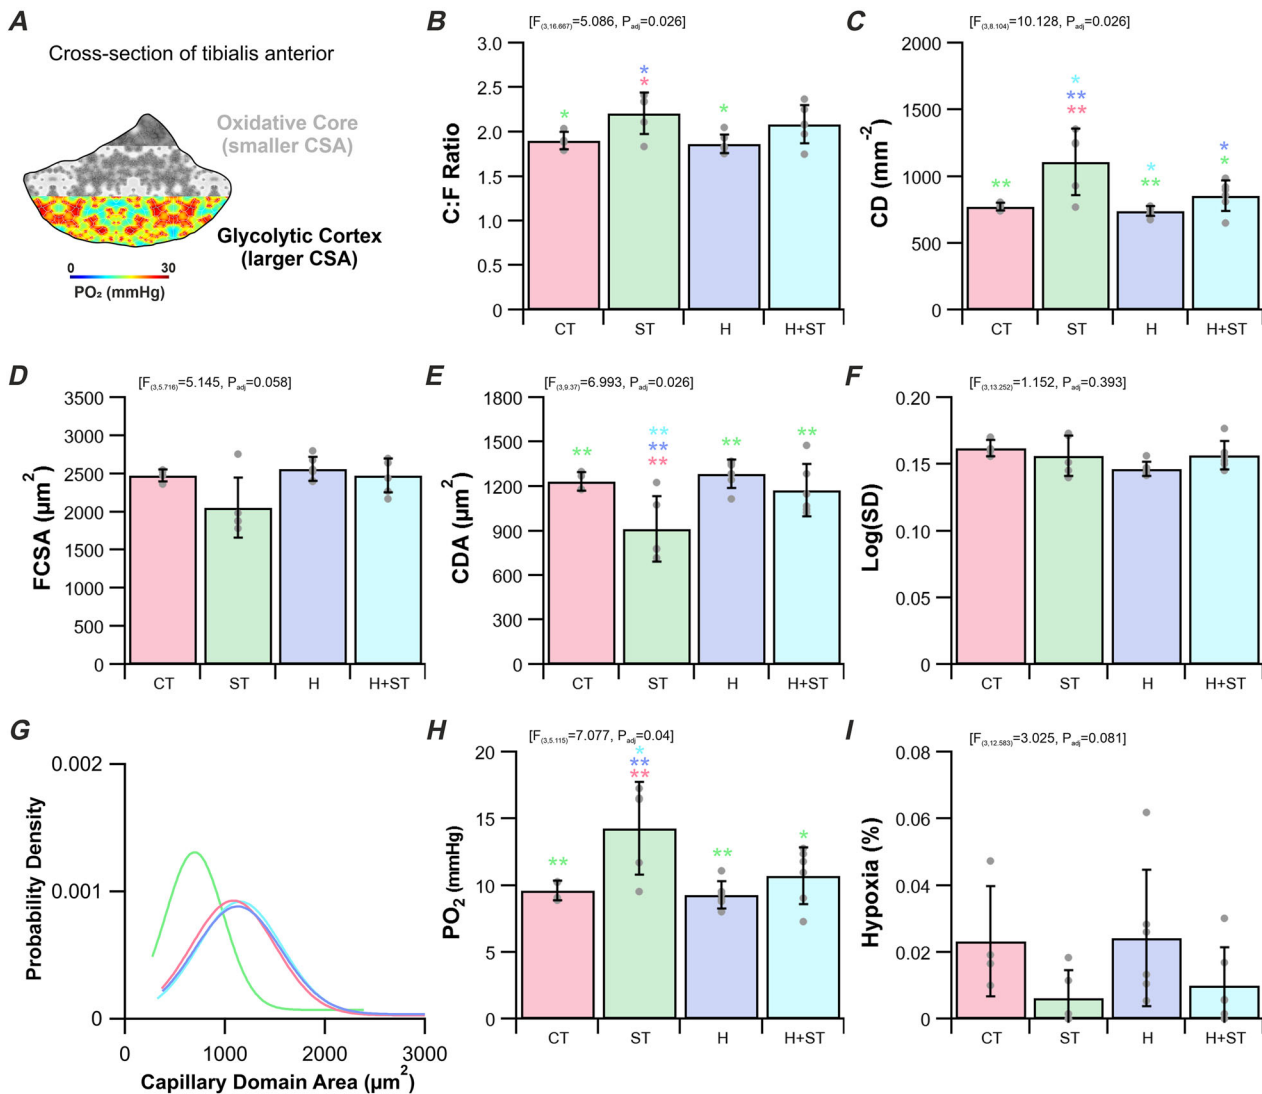 A
Cross-section of tibialis anterior
Oxidative Core
(smaller CSA)
Glycolytic Cortex
(larger CSA)
0 30
PO₂ (mmHg)
B
[F(3,16.667)=5.086, Padj=0.026]
C:F Ratio
3.0
2.5
2.0
1.5
1.0
0.5
0
*
*
*
*
CT ST H H+ST
C
[F(3,8.104)=10.128, Padj=0.026]
CD (mm⁻²)
2000
1500
1000
500
0
**
*
**
**
*
**
*
*
CT ST H H+ST
D
[F(3,5.716)=5.145, Padj=0.058]
FCSA (µm²)
3500
3000
2500
2000
1500
1000
500
0
CT ST H H+ST
E
[F(3,9.37)=6.993, Padj=0.026]
CDA (µm²)
1800
1500
1200
900
600
300
0
**
**
**
**
**
**
CT ST H H+ST
F
[F(3,13.252)=1.152, Padj=0.393]
Log(SD)
0.20
0.15
0.10
0.05
0
CT ST H H+ST
G
Probability Density
0.002
0.001
0
0 1000 2000 3000
Capillary Domain Area (µm²)
H
[F(3,5.115)=7.077, Padj=0.04]
PO₂ (mmHg)
20
15
10
5
0
**
*
**
**
**
*
CT ST H H+ST
I
[F(3,12.583)=3.025, Padj=0.081]
Hypoxia (%)
0.08
0.06
0.04
0.02
0
CT ST H H+ST